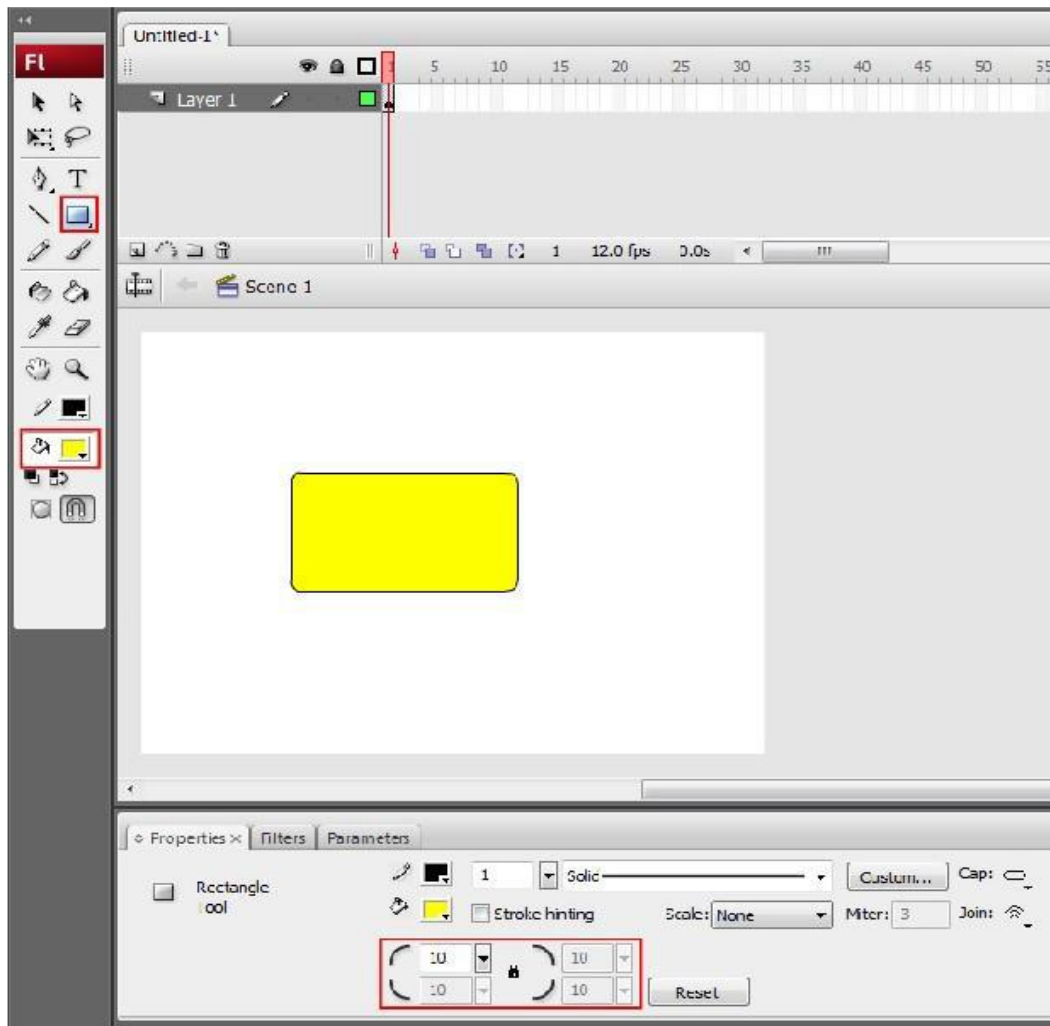 Untitled-1*
Fl
1 5 10 15 20 25 30 35 40 45 50 55
Layer 1
T
1 12.0 fps 0.0s
Scene 1
Properties × Filters Parameters
Rectangle
Tool
1 Solid Custom... Cap:
Stroke hinting Scale: None Miter: 3 Join:
10 10
10 10 Reset